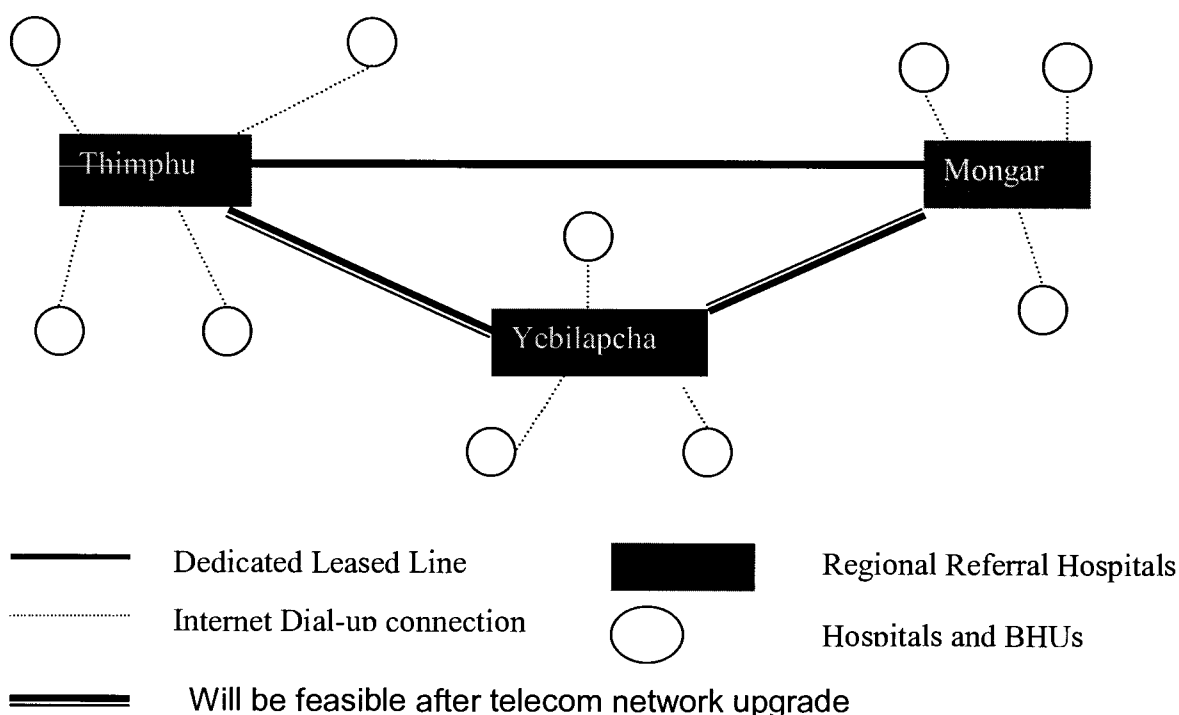 Thimphu
Mongar
Yebilapcha
Dedicated Leased Line
Regional Referral Hospitals
Internet Dial-up connection
Hospitals and BHUs
Will be feasible after telecom network upgrade